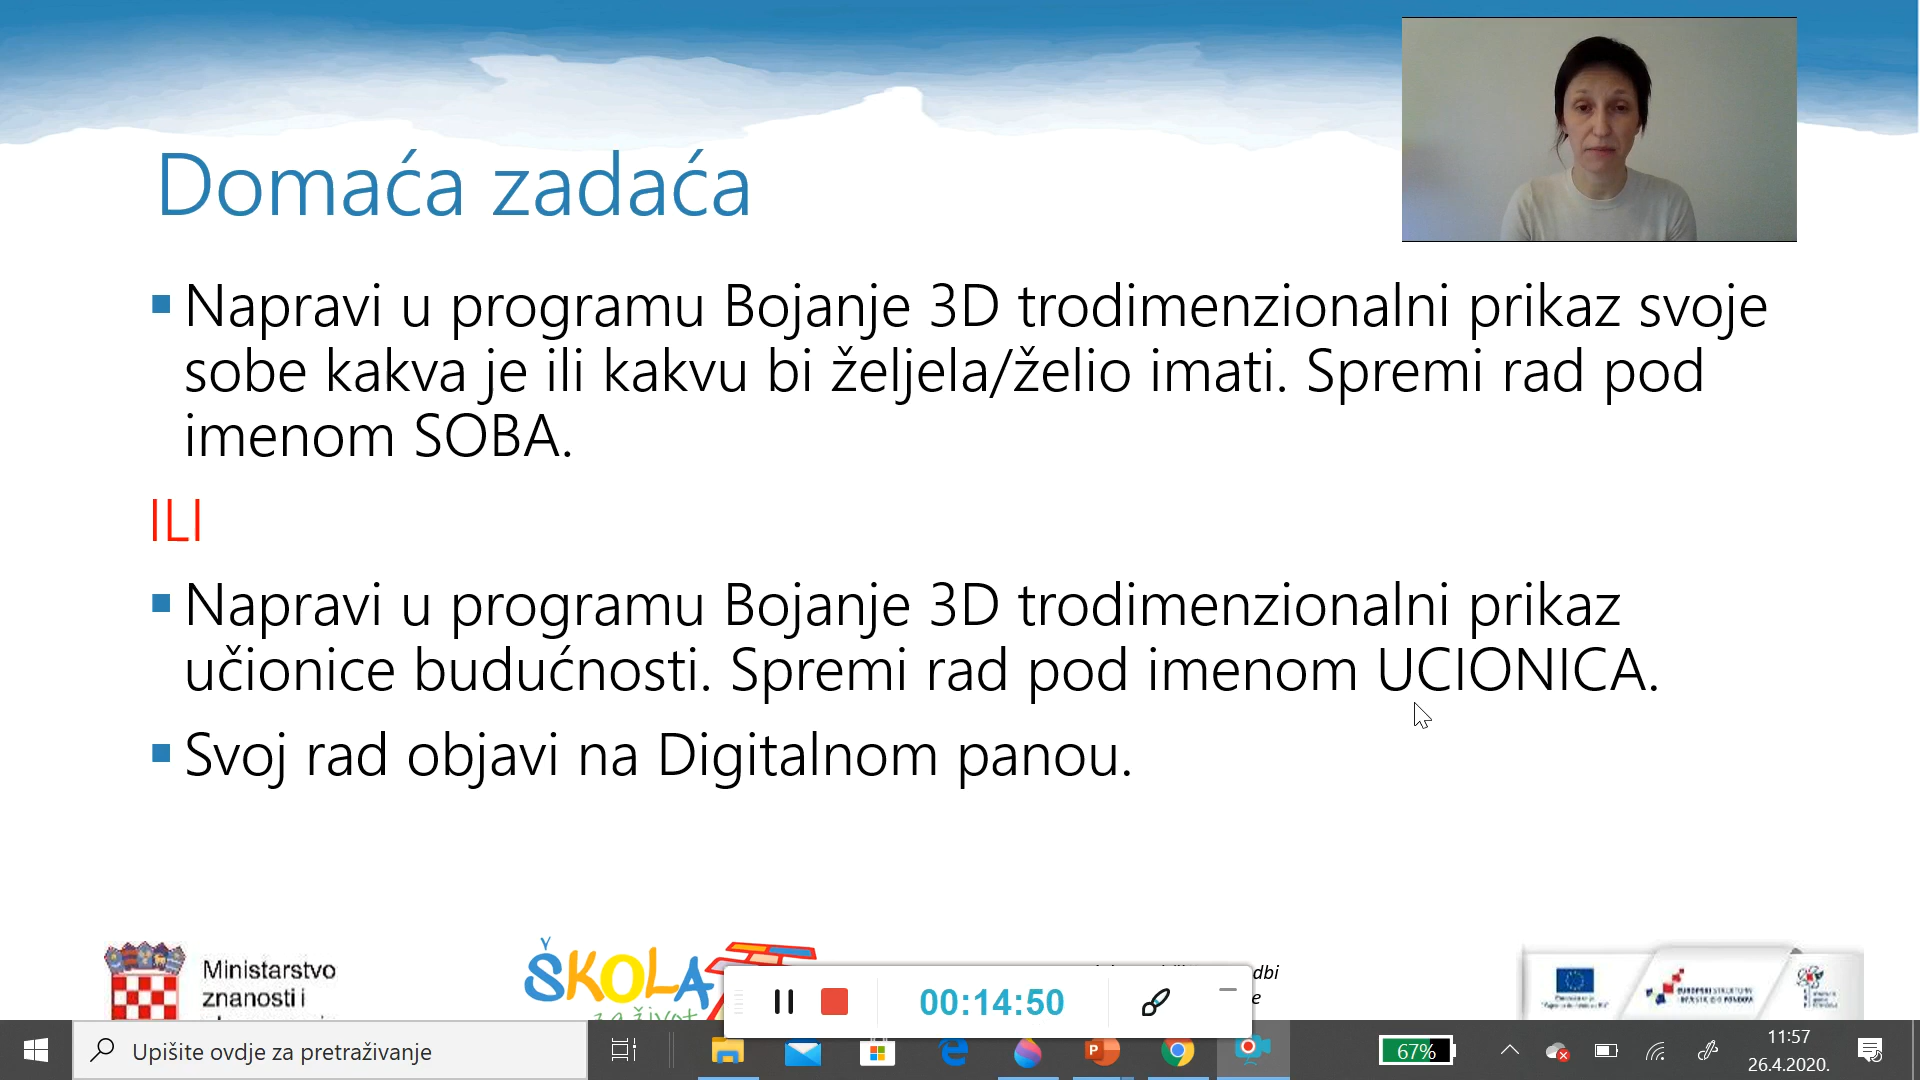 Domaća zadaća
Napravi u programu Bojanje 3D trodimenzionalni prikaz svoje
sobe kakva je ili kakvu bi željela/želio imati. Spremi rad pod
imenom SOBA.
ILI
Napravi u programu Bojanje 3D trodimenzionalni prikaz
učionice budućnosti. Spremi rad pod imenom UCIONICA.
Svoj rad objavi na Digitalnom panou.
Ministarstvo
znanosti i
ŠKOLA
za život
00:14:50
Upišite ovdje za pretraživanje
67%
11:57
26.4.2020.